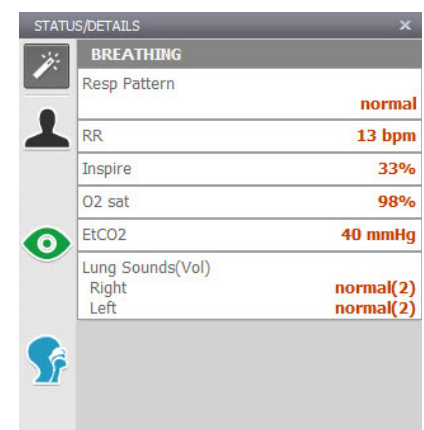 STATUS/DETAILS
BREATHING
Resp Pattern
normal
RR 13 bpm
Inspire 33%
O2 sat 98%
EtCO2 40 mmHg
Lung Sounds(Vol)
Right normal(2)
Left normal(2)